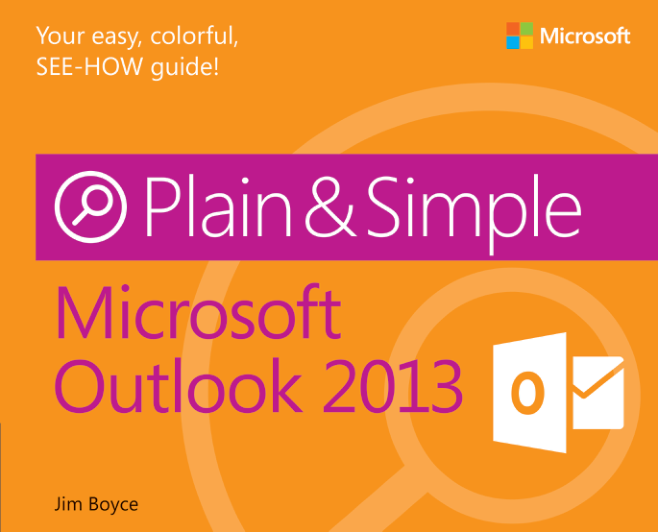 Your easy, colorful,
SEE-HOW guide!
Microsoft
Plain & Simple
Microsoft
Outlook 2013
O
Jim Boyce